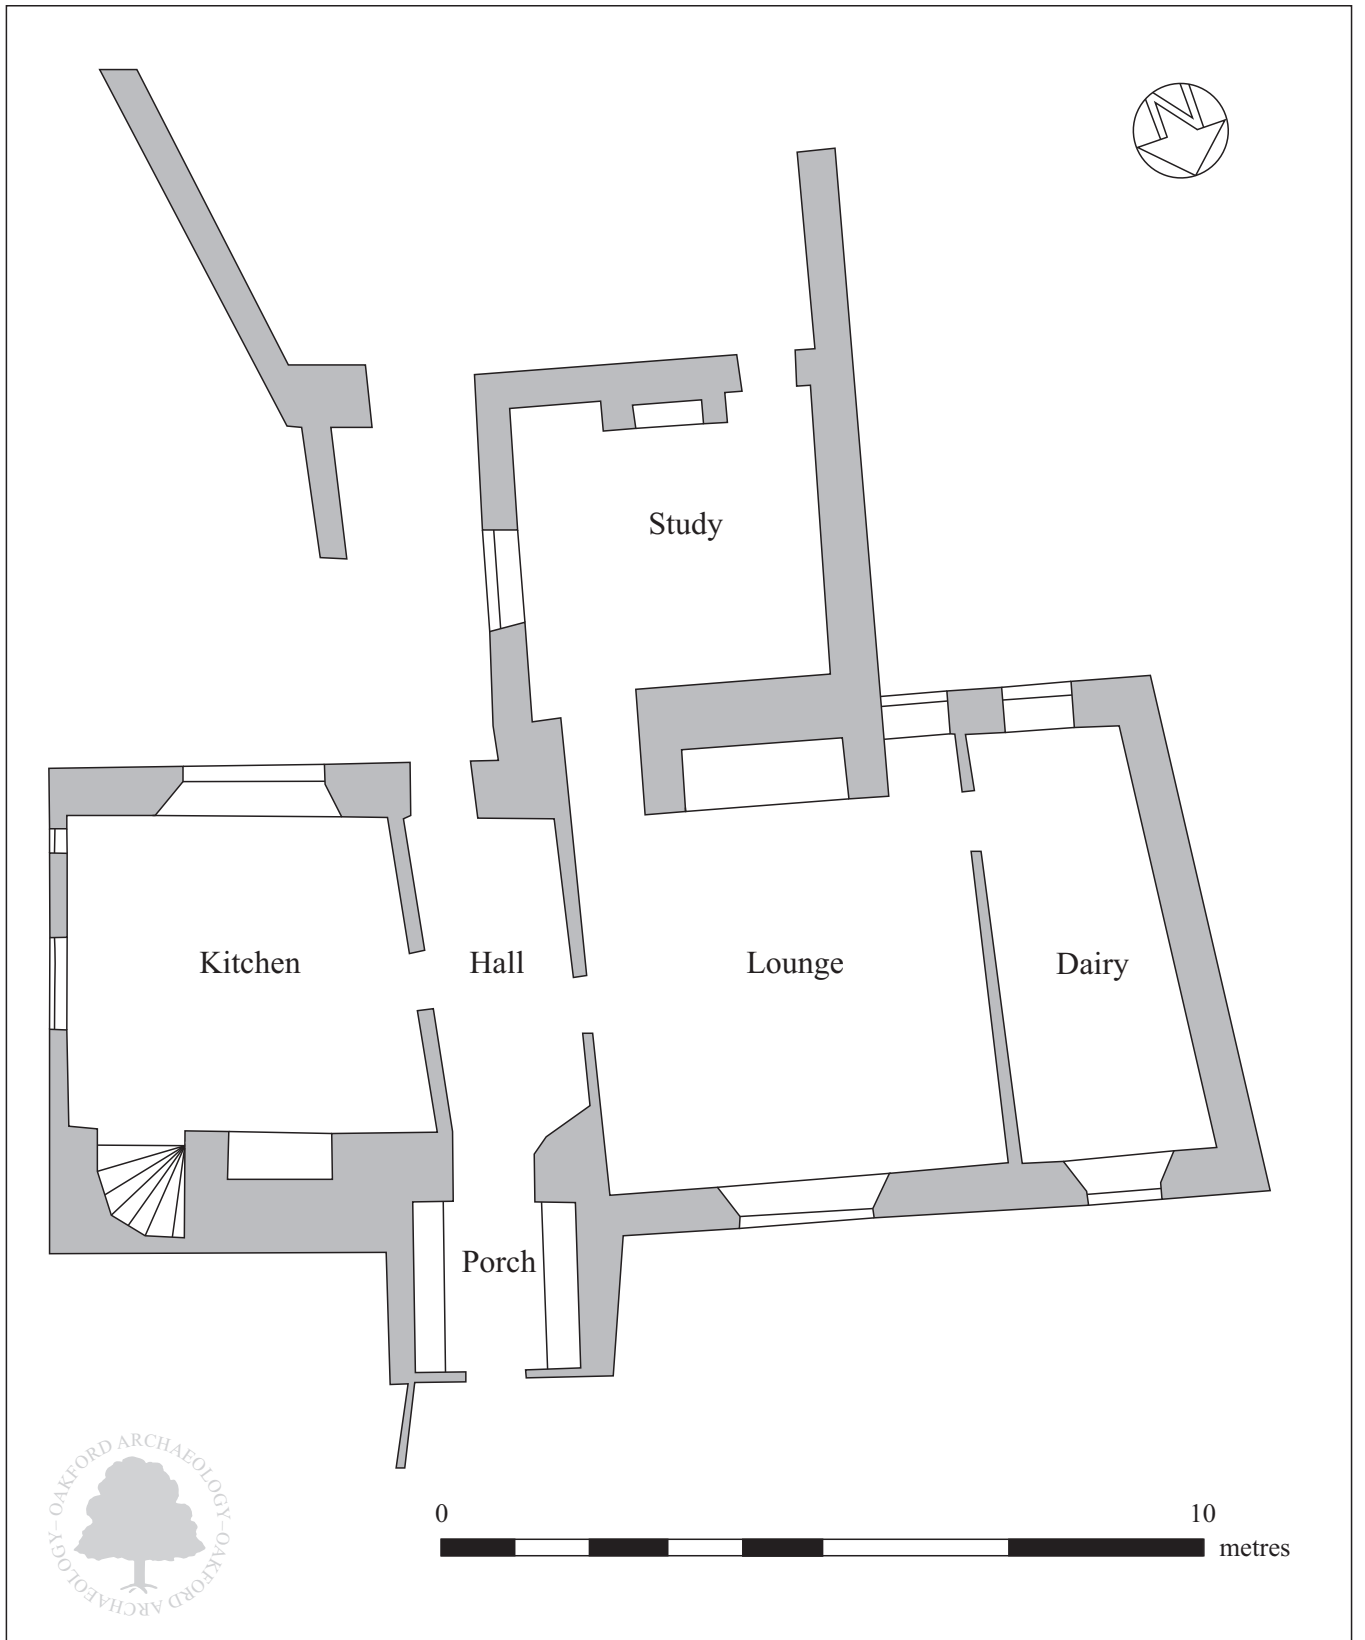 N
Study
Kitchen
Hall
Lounge
Dairy
Porch
OAKFORD ARCHAEOLOGY – OAKFORD ARCHAEOLOGY –
0 10
metres